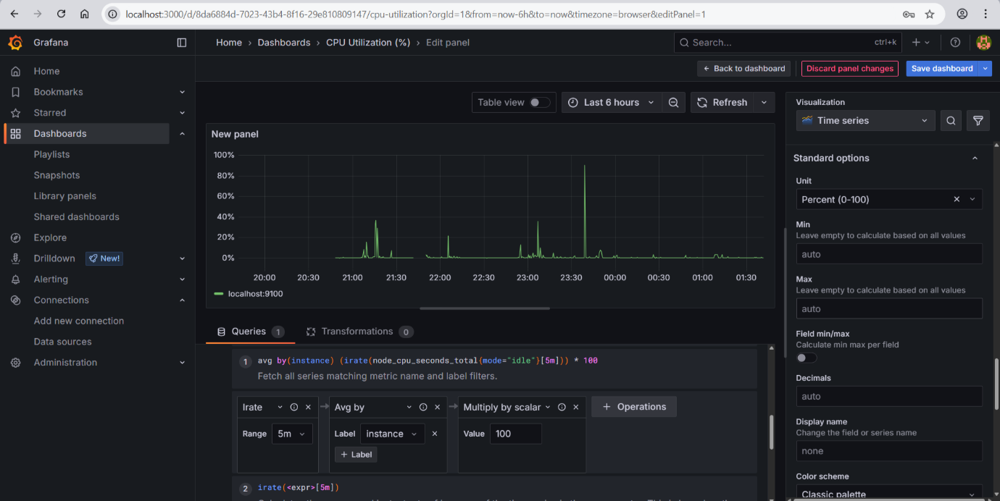 localhost:3000/d/8da6884d-7023-43b4-8f16-29e810809147/cpu-utilization?orgId=1&from=now-6h&to=now&timezone=browser&editPanel=1
Grafana
Home › Dashboards › CPU Utilization (%) › Edit panel
Search... ctrl+k
Back to dashboard Discard panel changes Save dashboard
Home
Bookmarks
Starred
Dashboards
Playlists
Snapshots
Library panels
Shared dashboards
Explore
Drilldown New!
Alerting
Connections
Add new connection
Data sources
Administration
Table view Last 6 hours Refresh
New panel
100%
80%
60%
40%
20%
0%
20:00 20:30 21:00 21:30 22:00 22:30 23:00 23:30 00:00 00:30 01:00 01:30
localhost:9100
Queries 1 Transformations 0
1 avg by(instance) (irate(node_cpu_seconds_total{mode="idle"}[5m])) * 100
Fetch all series matching metric name and label filters.
Irate Avg by Multiply by scalar + Operations
Range 5m Label instance Value 100
+ Label
2 irate(<expr>[5m])
Visualization
Time series
Standard options
Unit
Percent (0-100)
Min
Leave empty to calculate based on all values
auto
Max
Leave empty to calculate based on all values
auto
Field min/max
Calculate min max per field
Decimals
auto
Display name
Change the field or series name
none
Color scheme
Classic palette